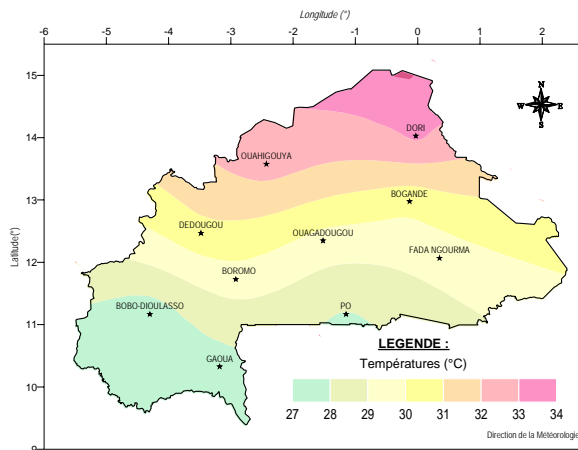 Longitude (°)
-6 -5 -4 -3 -2 -1 0 1 2
15
14
13
12
11
10
9
Latitude(°)
N
W E
S
DORI
OUAHIGOUYA
BOGANDE
DEDOUGOU
OUAGADOUGOU
FADA NGOURMA
BOROMO
BOBO-DIOULASSO
PO
GAOUA
LEGENDE :
Températures (°C)
27 28 29 30 31 32 33 34
Direction de la Météorologie